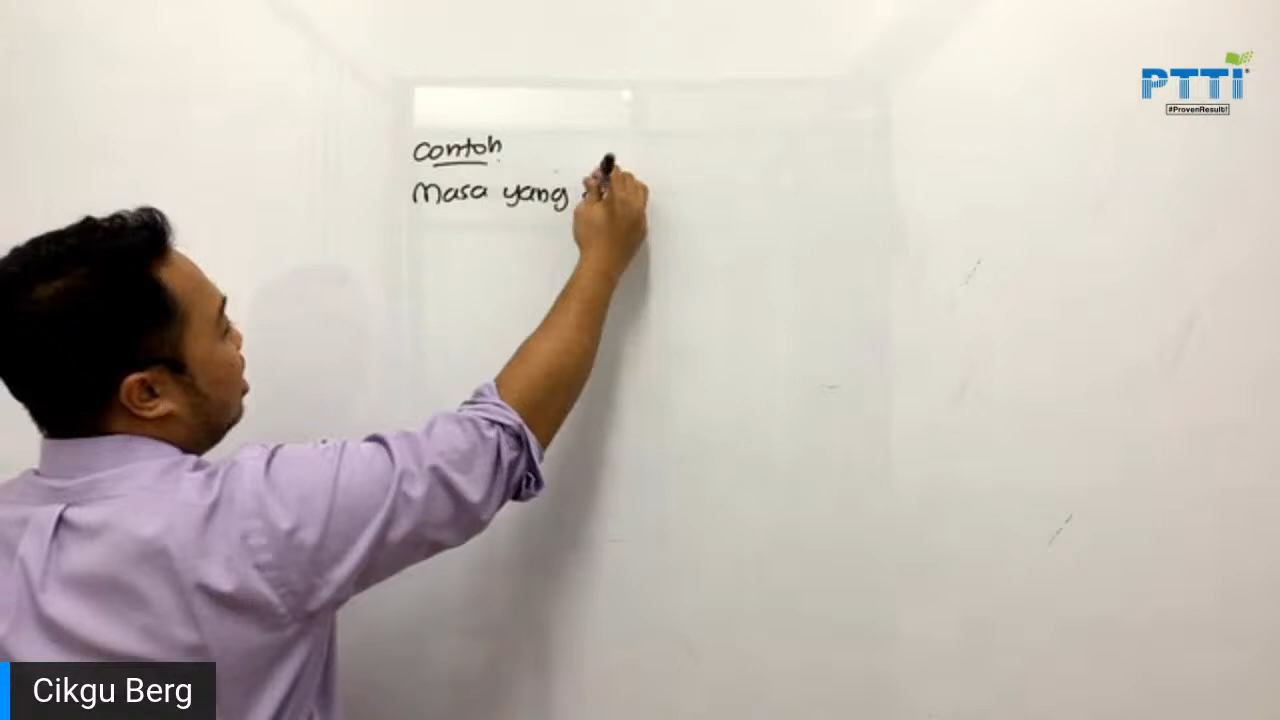 PTTI
#ProvenResult!
Contoh
Masa yang
Cikgu Berg